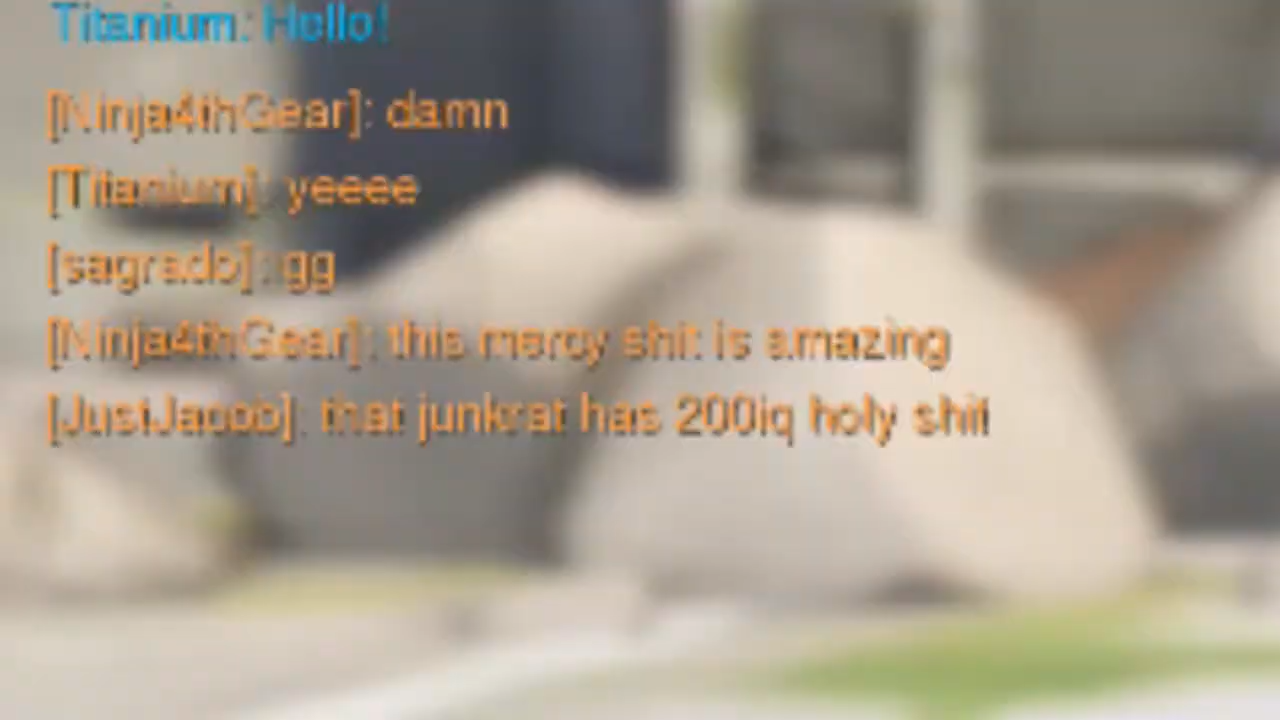 Titanium: Hello!
[Ninja4thGear]: damn
[Titanium]: yeeee
[sagrado]: gg
[Ninja4thGear]: this mercy shit is amazing
[JustJacob]: that junkrat has 200iq holy shit